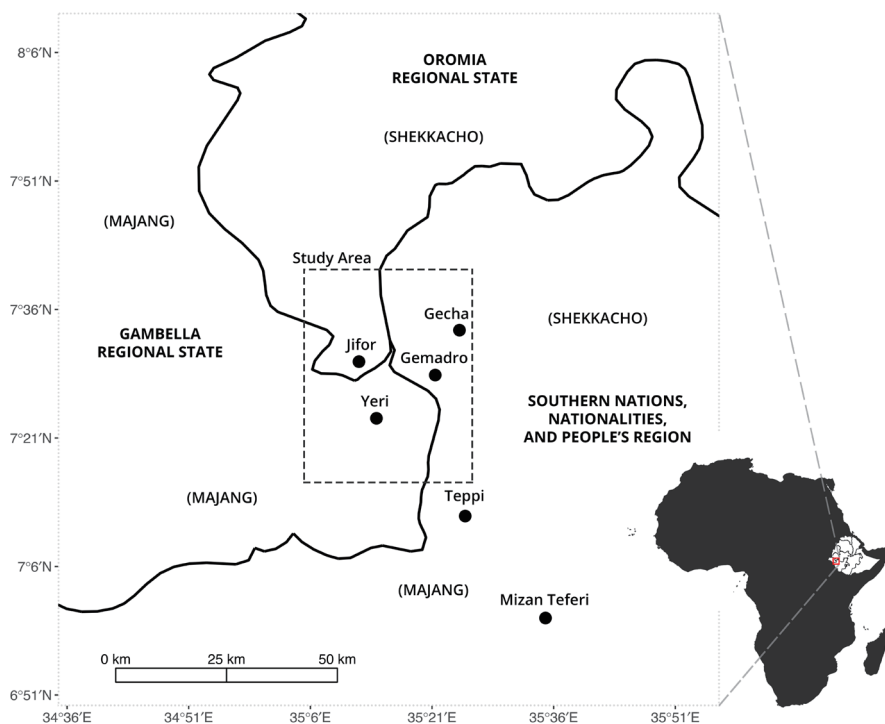 8°6′N
OROMIA
REGIONAL STATE
(SHEKKACHO)
7°51′N
(MAJANG)
Study Area
7°36′N
Gecha
(SHEKKACHO)
GAMBELLA
REGIONAL STATE
Jifor
Gemadro
Yeri
SOUTHERN NATIONS,
NATIONALITIES,
AND PEOPLE’S REGION
7°21′N
(MAJANG)
Teppi
7°6′N
(MAJANG)
Mizan Teferi
0 km 25 km 50 km
6°51′N
34°36′E 34°51′E 35°6′E 35°21′E 35°36′E 35°51′E